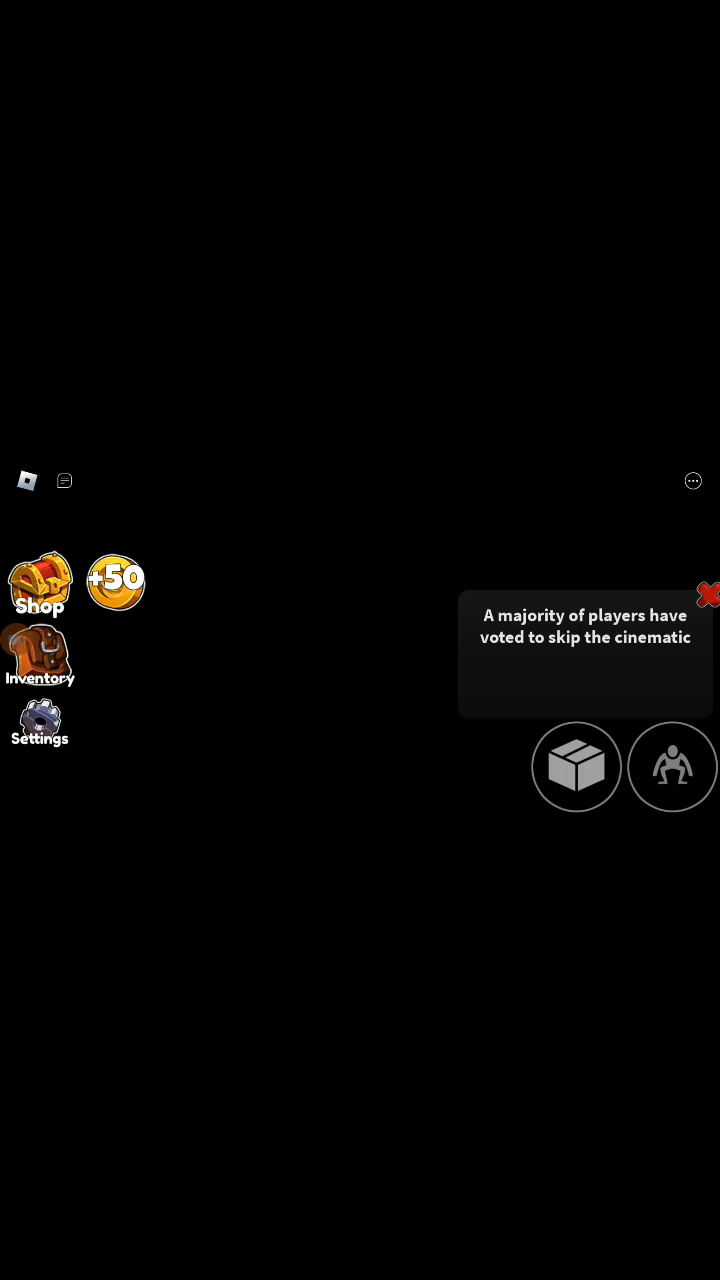 +50
Shop
A majority of players have
voted to skip the cinematic
Inventory
Settings